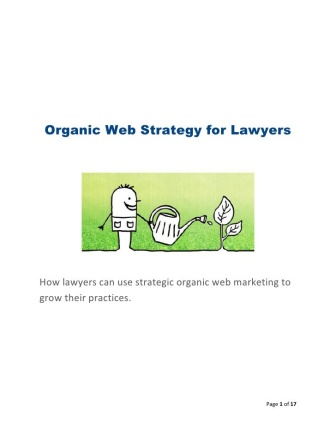 Organic Web Strategy for Lawyers
How lawyers can use strategic organic web marketing to
grow their practices.
Page 1 of 17